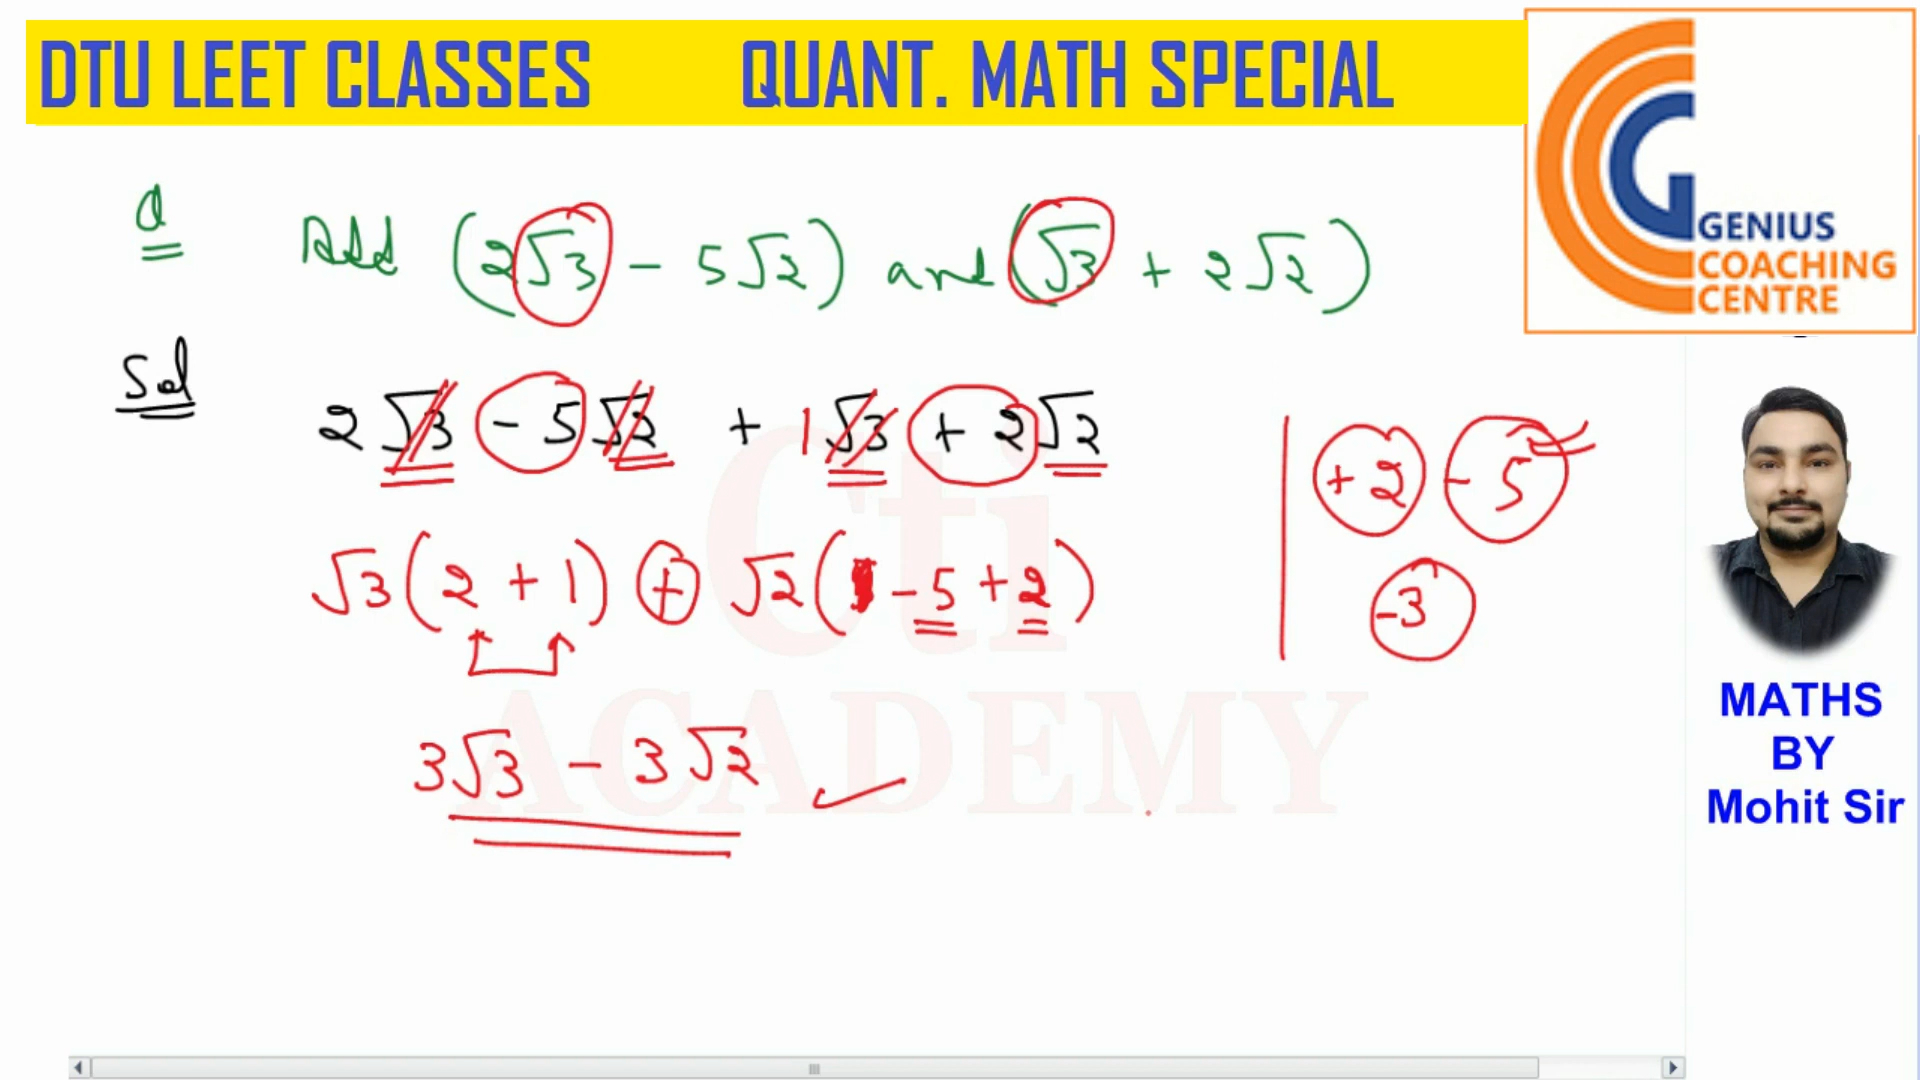 DTU LEET CLASSES QUANT. MATH SPECIAL
GENIUS
COACHING
CENTRE
Q Add (2√3 - 5√2) and (√3 + 2√2)
Sol
2√3 - 5√2 + 1√3 + 2√2
+2 -5
√3(2 + 1) + √2( -5 + 2)
-3
3√3 - 3√2
Cti
ACADEMY
MATHS
BY
Mohit Sir